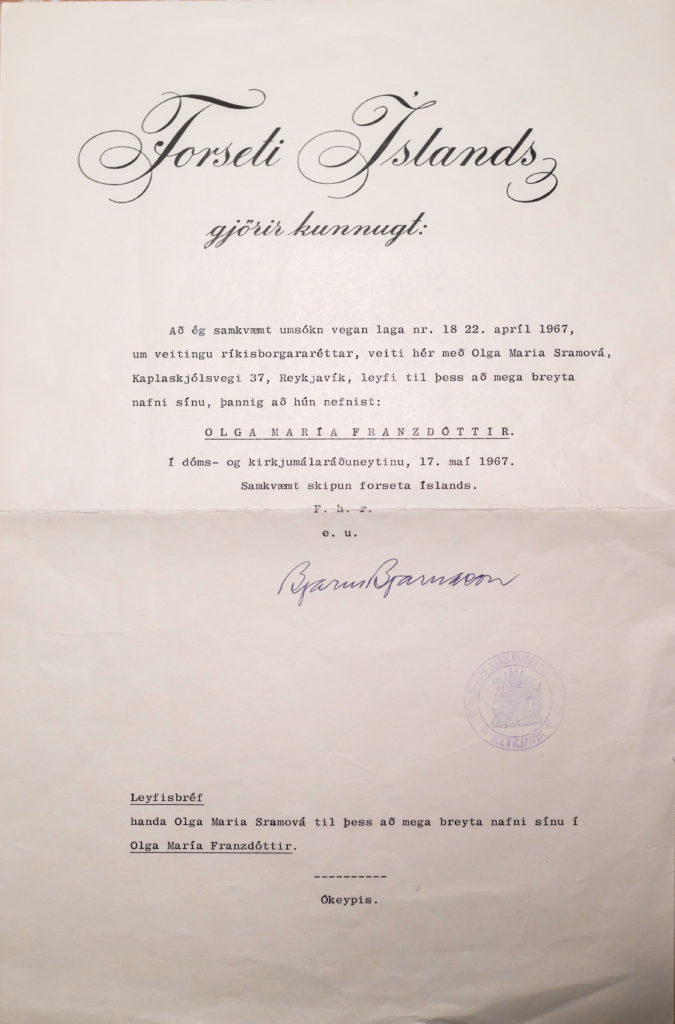 Forseti Íslands
gjörir kunnugt:
Að ég samkvæmt umsókn vegan laga nr. 18 22. apríl 1967,
um veitingu ríkisborgararéttar, veiti hér með Olga Maria Sramová,
Kaplaskjólsvegi 37, Reykjavík, leyfi til þess að mega breyta
nafni sínu, þannig að hún nefnist:
OLGA MARÍA FRANZDÓTTIR.
Í dóms- og kirkjumálaráðuneytinu, 17. maí 1967.
Samkvæmt skipun forseta Íslands.
F. h. r.
e. u.
Bjarni Bjarnason
REYKJAVÍK
Leyfisbréf
handa Olga Maria Sramová til þess að mega breyta nafni sínu í
Olga María Franzdóttir.
----------
Ókeypis.